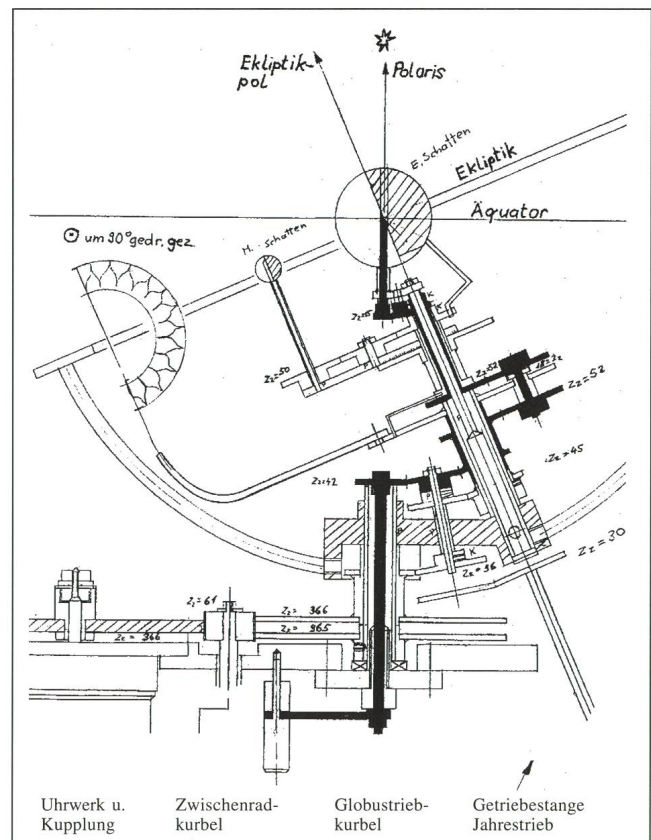 Ekliptik-
pol
Polaris
E. Schatten
Ekliptik
Äquator
um 90° gedr. gez.
M. Schatten
Zz=50
Zz=52
Zz=52
Zz=45
Zz=42
Zz=30
Zz=36
Zz=61
Zz=366
Zz=365
Zz=366
K
Uhrwerk u.
Kupplung
Zwischenrad-
kurbel
Globustrieb-
kurbel
Getriebestange
Jahrestrieb